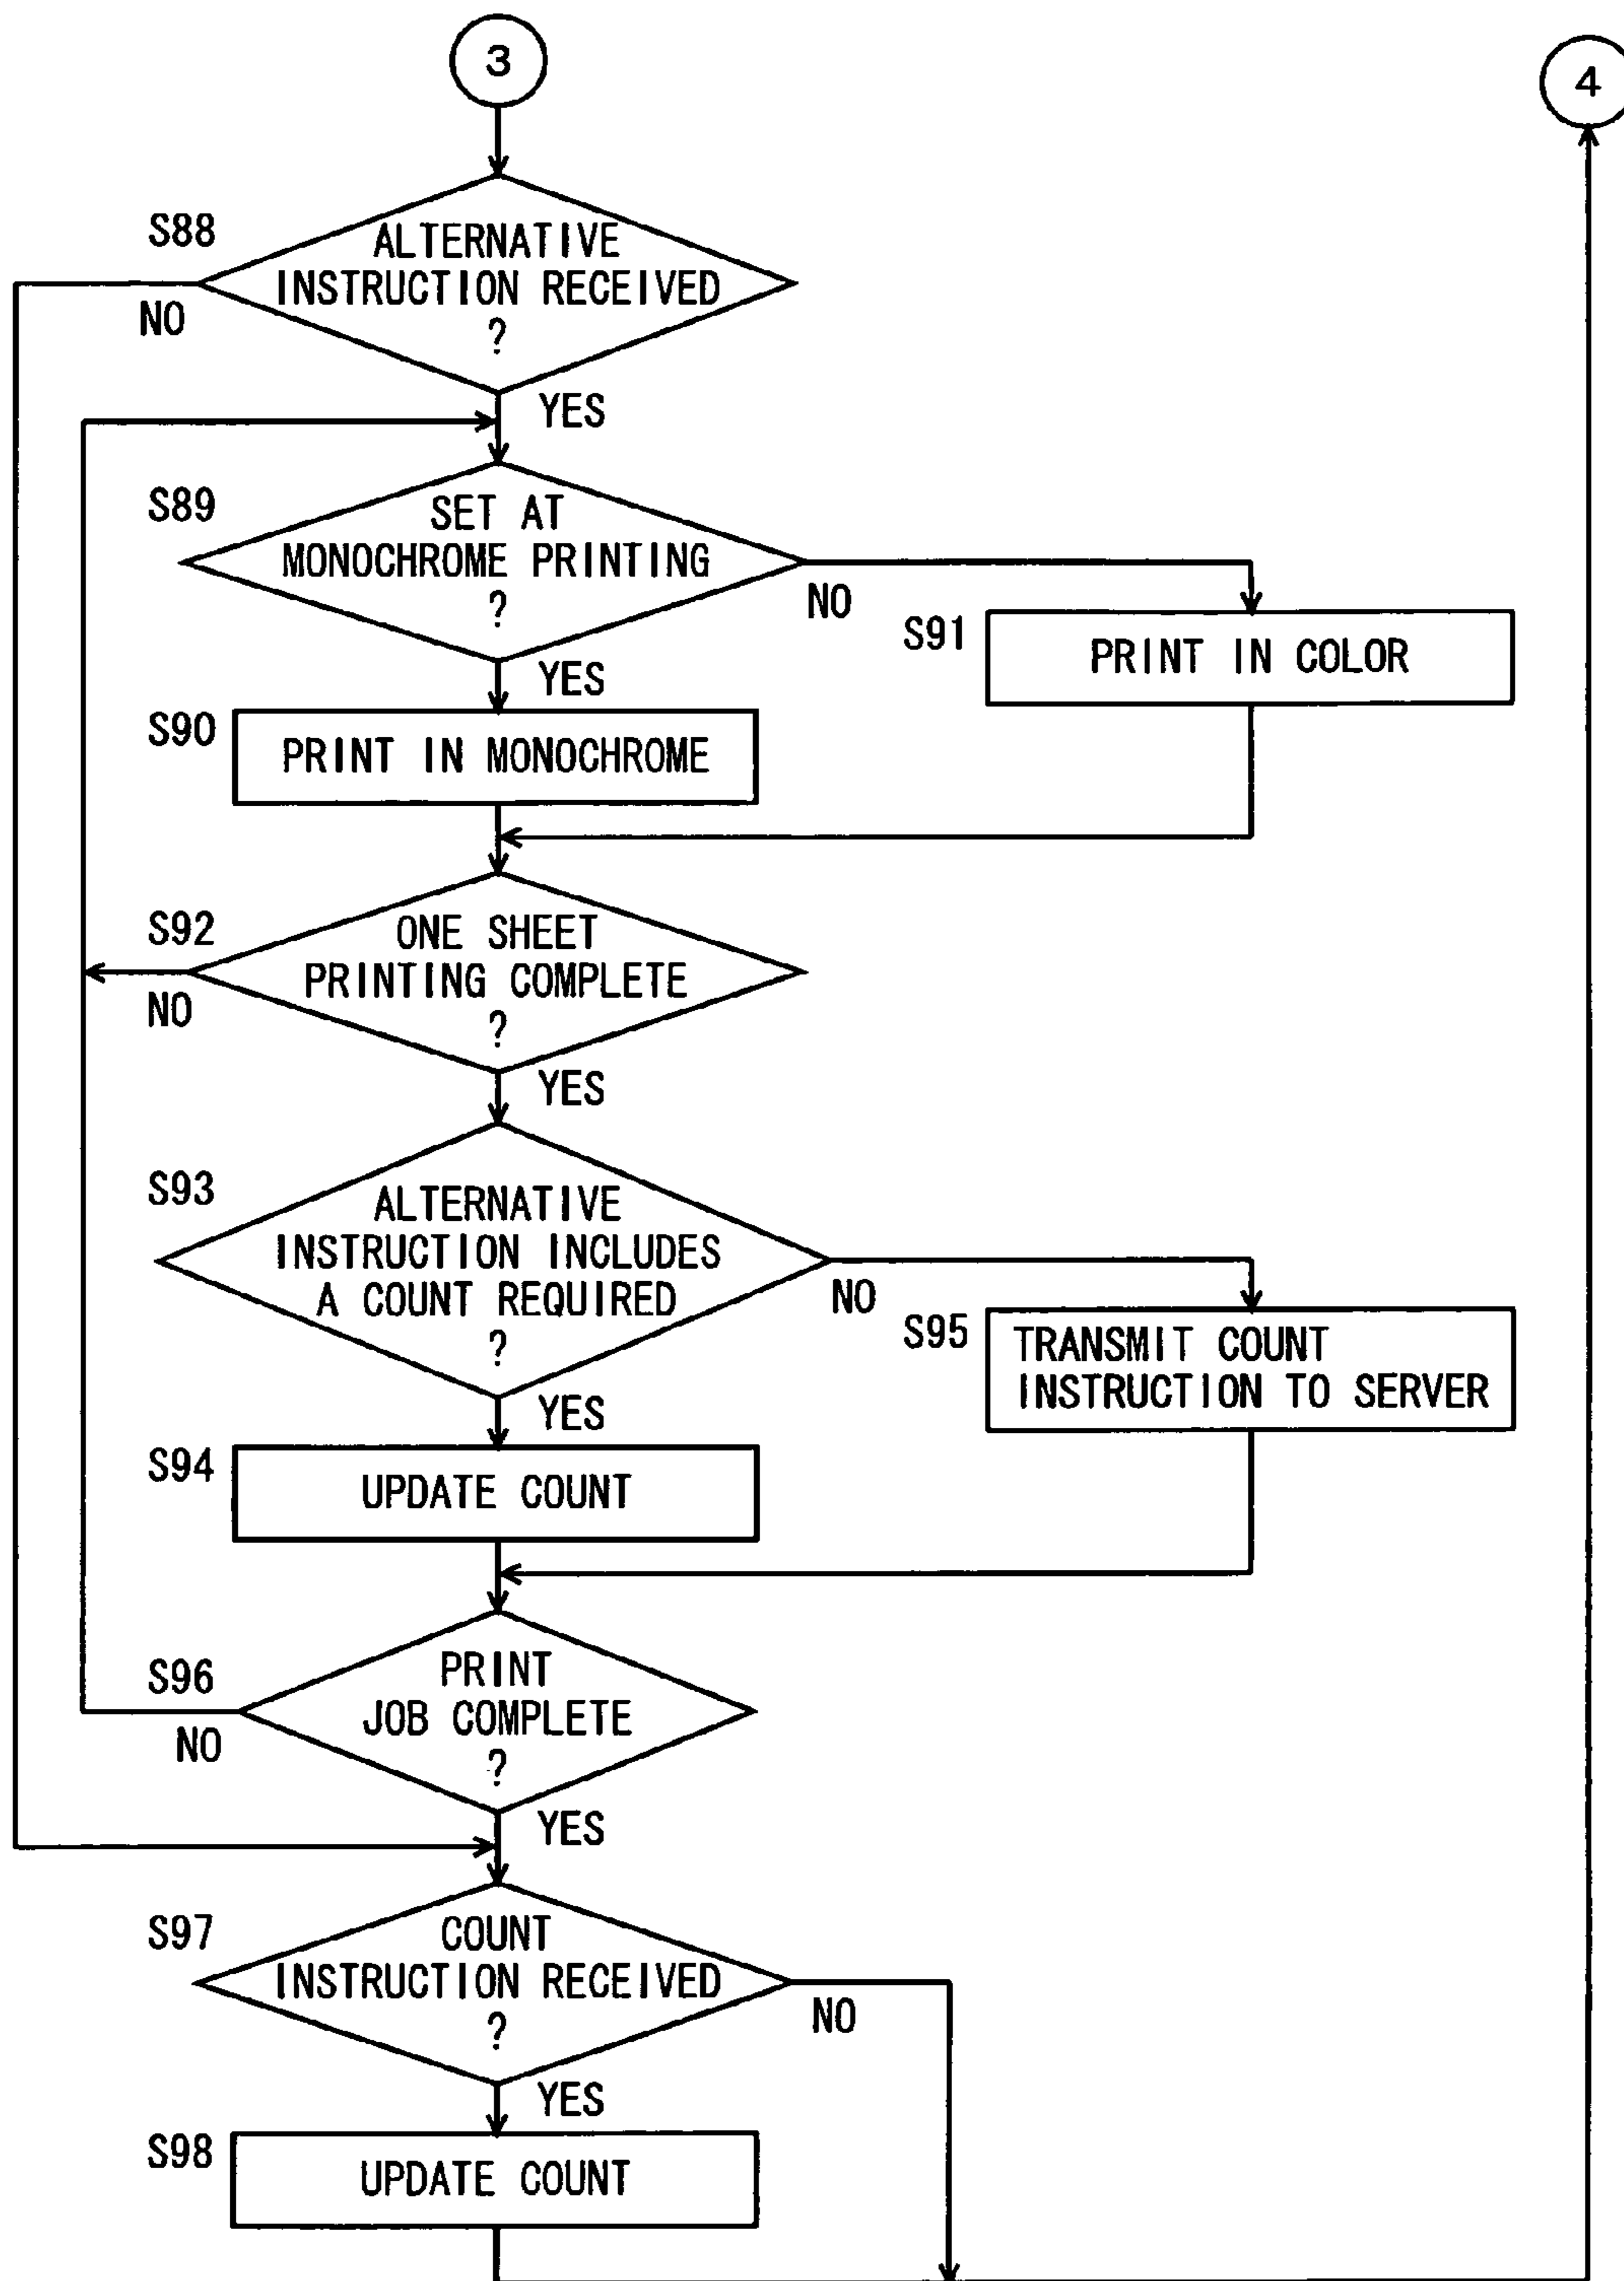 3
4
S88
ALTERNATIVE
INSTRUCTION RECEIVED
?
NO
YES
S89
SET AT
MONOCHROME PRINTING
?
NO
YES
S91
PRINT IN COLOR
S90
PRINT IN MONOCHROME
S92
ONE SHEET
PRINTING COMPLETE
?
NO
YES
S93
ALTERNATIVE
INSTRUCTION INCLUDES
A COUNT REQUIRED
?
NO
YES
S95
TRANSMIT COUNT
INSTRUCTION TO SERVER
S94
UPDATE COUNT
S96
PRINT
JOB COMPLETE
?
NO
YES
S97
COUNT
INSTRUCTION RECEIVED
?
NO
YES
S98
UPDATE COUNT